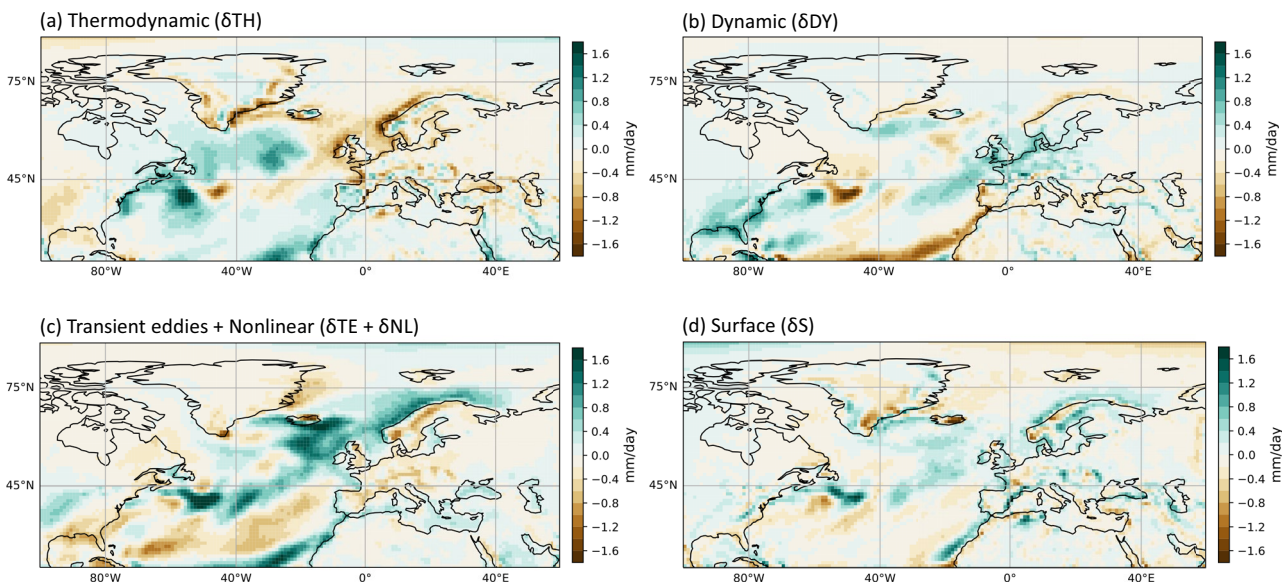 (a) Thermodynamic (δTH)
75°N
45°N
80°W 40°W 0° 40°E
1.6
1.2
0.8
0.4
0.0
−0.4
−0.8
−1.2
−1.6
mm/day
(b) Dynamic (δDY)
75°N
45°N
80°W 40°W 0° 40°E
1.6
1.2
0.8
0.4
0.0
−0.4
−0.8
−1.2
−1.6
mm/day
(c) Transient eddies + Nonlinear (δTE + δNL)
75°N
45°N
80°W 40°W 0° 40°E
1.6
1.2
0.8
0.4
0.0
−0.4
−0.8
−1.2
−1.6
mm/day
(d) Surface (δS)
75°N
45°N
80°W 40°W 0° 40°E
1.6
1.2
0.8
0.4
0.0
−0.4
−0.8
−1.2
−1.6
mm/day